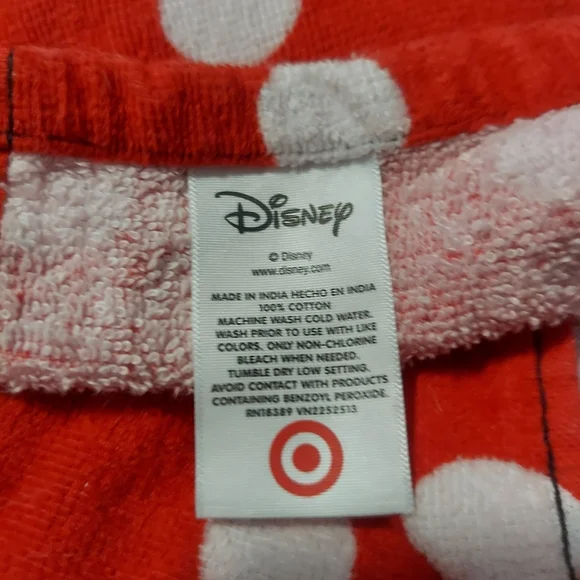 Disney
© Disney
www.disney.com
MADE IN INDIA HECHO EN INDIA
100% COTTON
MACHINE WASH COLD WATER.
WASH PRIOR TO USE WITH LIKE
COLORS. ONLY NON-CHLORINE
BLEACH WHEN NEEDED.
TUMBLE DRY LOW SETTING.
AVOID CONTACT WITH PRODUCTS
CONTAINING BENZOYL PEROXIDE.
RN18389 VN2252513